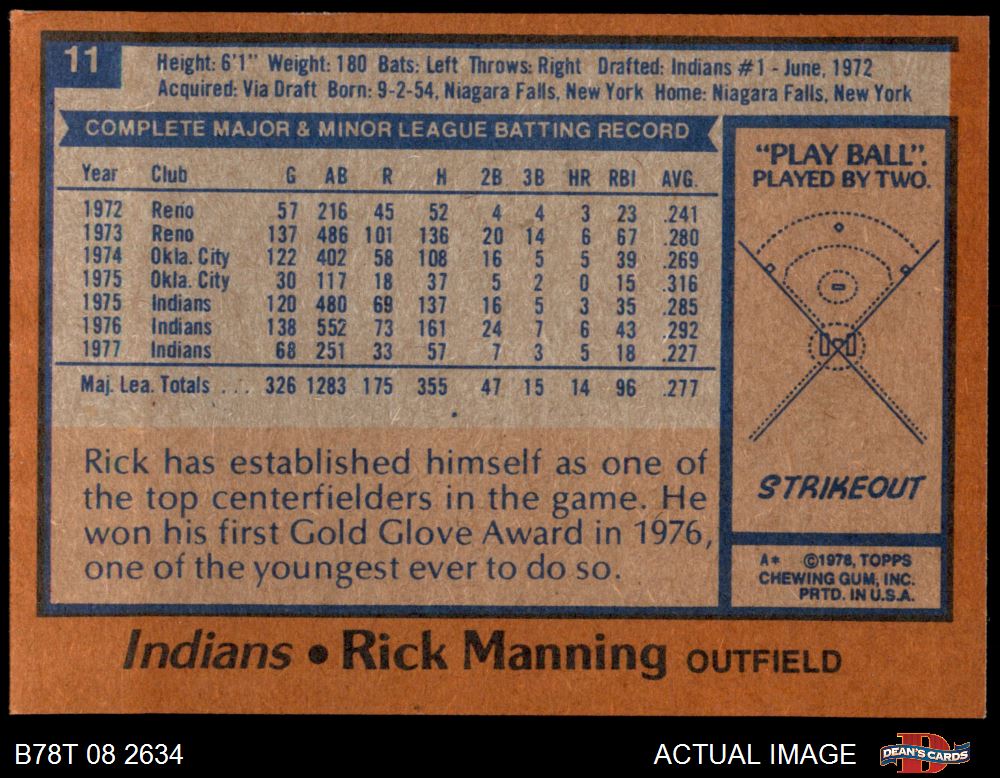 11
Height: 6'1" Weight: 180 Bats: Left Throws: Right Drafted: Indians #1 - June, 1972
Acquired: Via Draft Born: 9-2-54, Niagara Falls, New York Home: Niagara Falls, New York
COMPLETE MAJOR & MINOR LEAGUE BATTING RECORD
Year Club G AB R H 2B 3B HR RBI AVG.
1972 Reno 57 216 45 52 4 4 3 23 .241
1973 Reno 137 486 101 136 20 14 6 67 .280
1974 Okla. City 122 402 58 108 16 5 5 39 .269
1975 Okla. City 30 117 18 37 5 2 0 15 .316
1975 Indians 120 480 69 137 16 5 3 35 .285
1976 Indians 138 552 73 161 24 7 6 43 .292
1977 Indians 68 251 33 57 7 3 5 18 .227
Maj. Lea. Totals . . . 326 1283 175 355 47 15 14 96 .277
Rick has established himself as one of
the top centerfielders in the game. He
won his first Gold Glove Award in 1976,
one of the youngest ever to do so.
"PLAY BALL".
PLAYED BY TWO.
STRIKEOUT
A* ©1978, TOPPS
CHEWING GUM, INC.
PRTD. IN U.S.A.
Indians • Rick Manning OUTFIELD
B78T 08 2634
ACTUAL IMAGE
DEAN'S CARDS